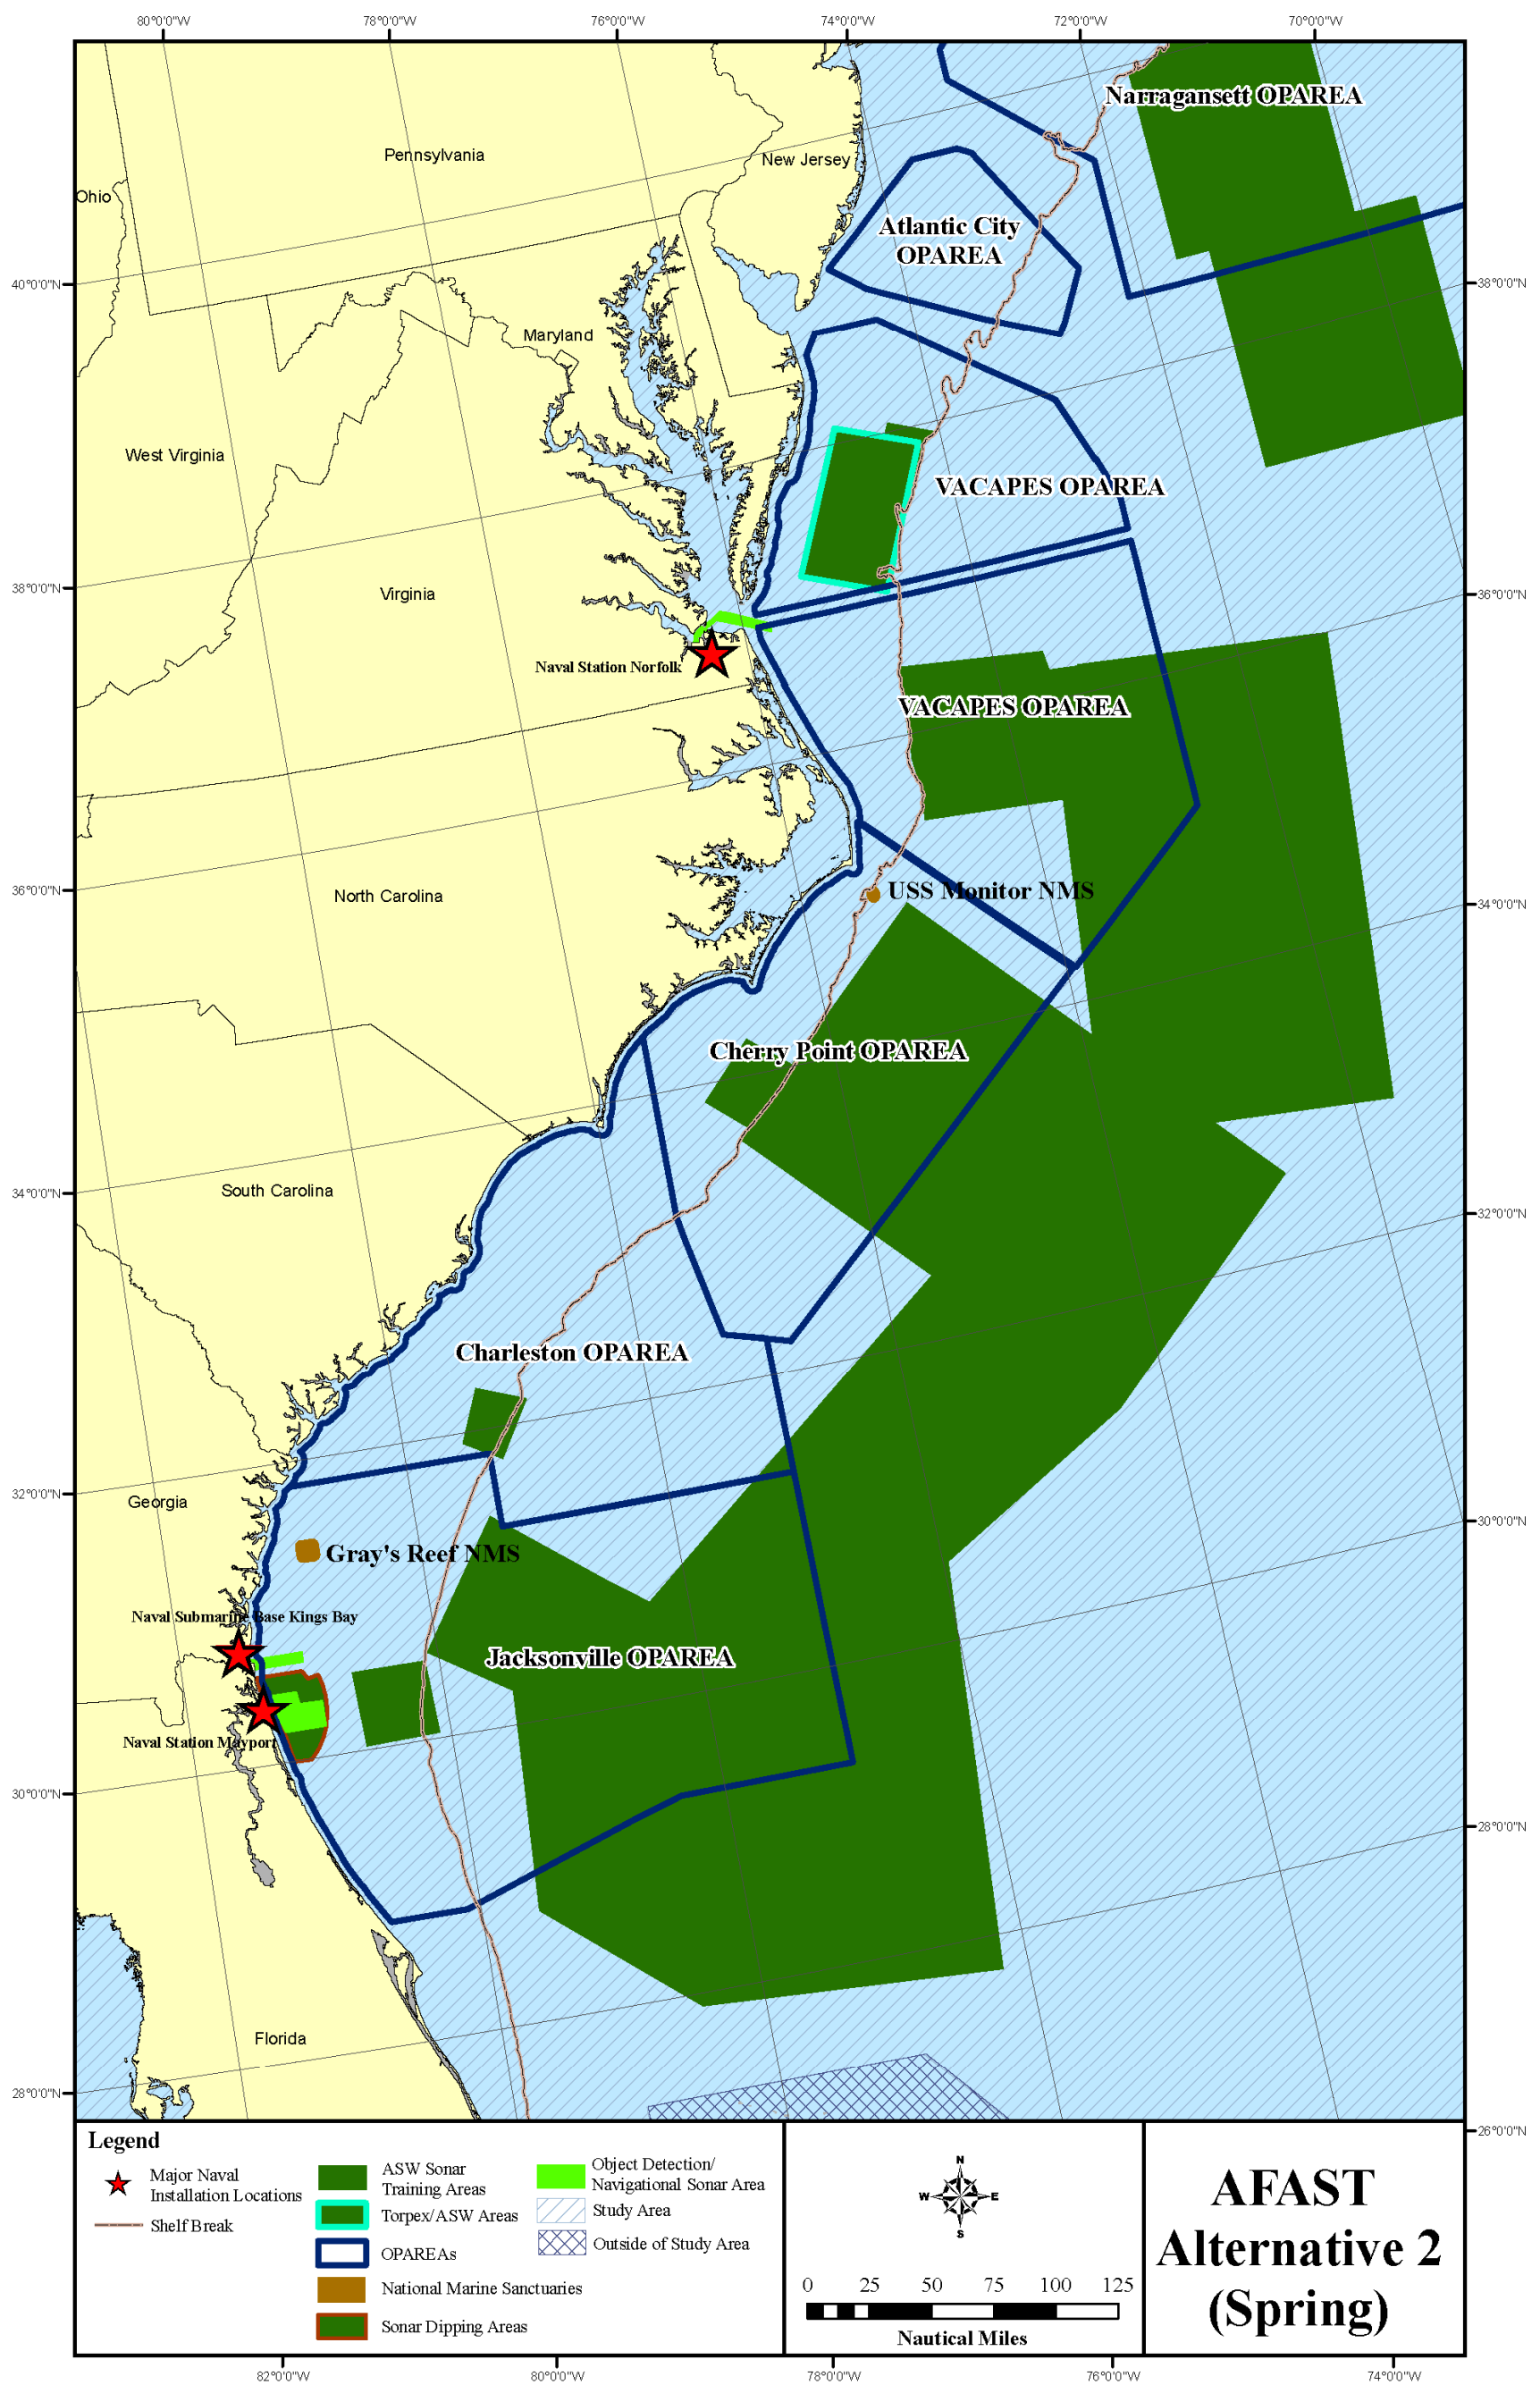 80°0'0"W
78°0'0"W
76°0'0"W
74°0'0"W
72°0'0"W
70°0'0"W
Narragansett OPAREA
Pennsylvania
New Jersey
Ohio
Atlantic City
OPAREA
40°0'0"N
38°0'0"N
Maryland
West Virginia
VACAPES OPAREA
38°0'0"N
36°0'0"N
Virginia
Naval Station Norfolk
VACAPES OPAREA
36°0'0"N
USS Monitor NMS
North Carolina
34°0'0"N
Cherry Point OPAREA
South Carolina
34°0'0"N
32°0'0"N
Charleston OPAREA
32°0'0"N
Georgia
30°0'0"N
Gray's Reef NMS
Naval Submarine Base Kings Bay
Jacksonville OPAREA
Naval Station Mayport
30°0'0"N
28°0'0"N
Florida
28°0'0"N
26°0'0"N
Legend
Major Naval
Installation Locations
Shelf Break
ASW Sonar
Training Areas
Torpex/ASW Areas
OPAREAs
National Marine Sanctuaries
Sonar Dipping Areas
Object Detection/
Navigational Sonar Area
Study Area
Outside of Study Area
N
W
E
S
0 25 50 75 100 125
Nautical Miles
AFAST
Alternative 2
(Spring)
82°0'0"W
80°0'0"W
78°0'0"W
76°0'0"W
74°0'0"W